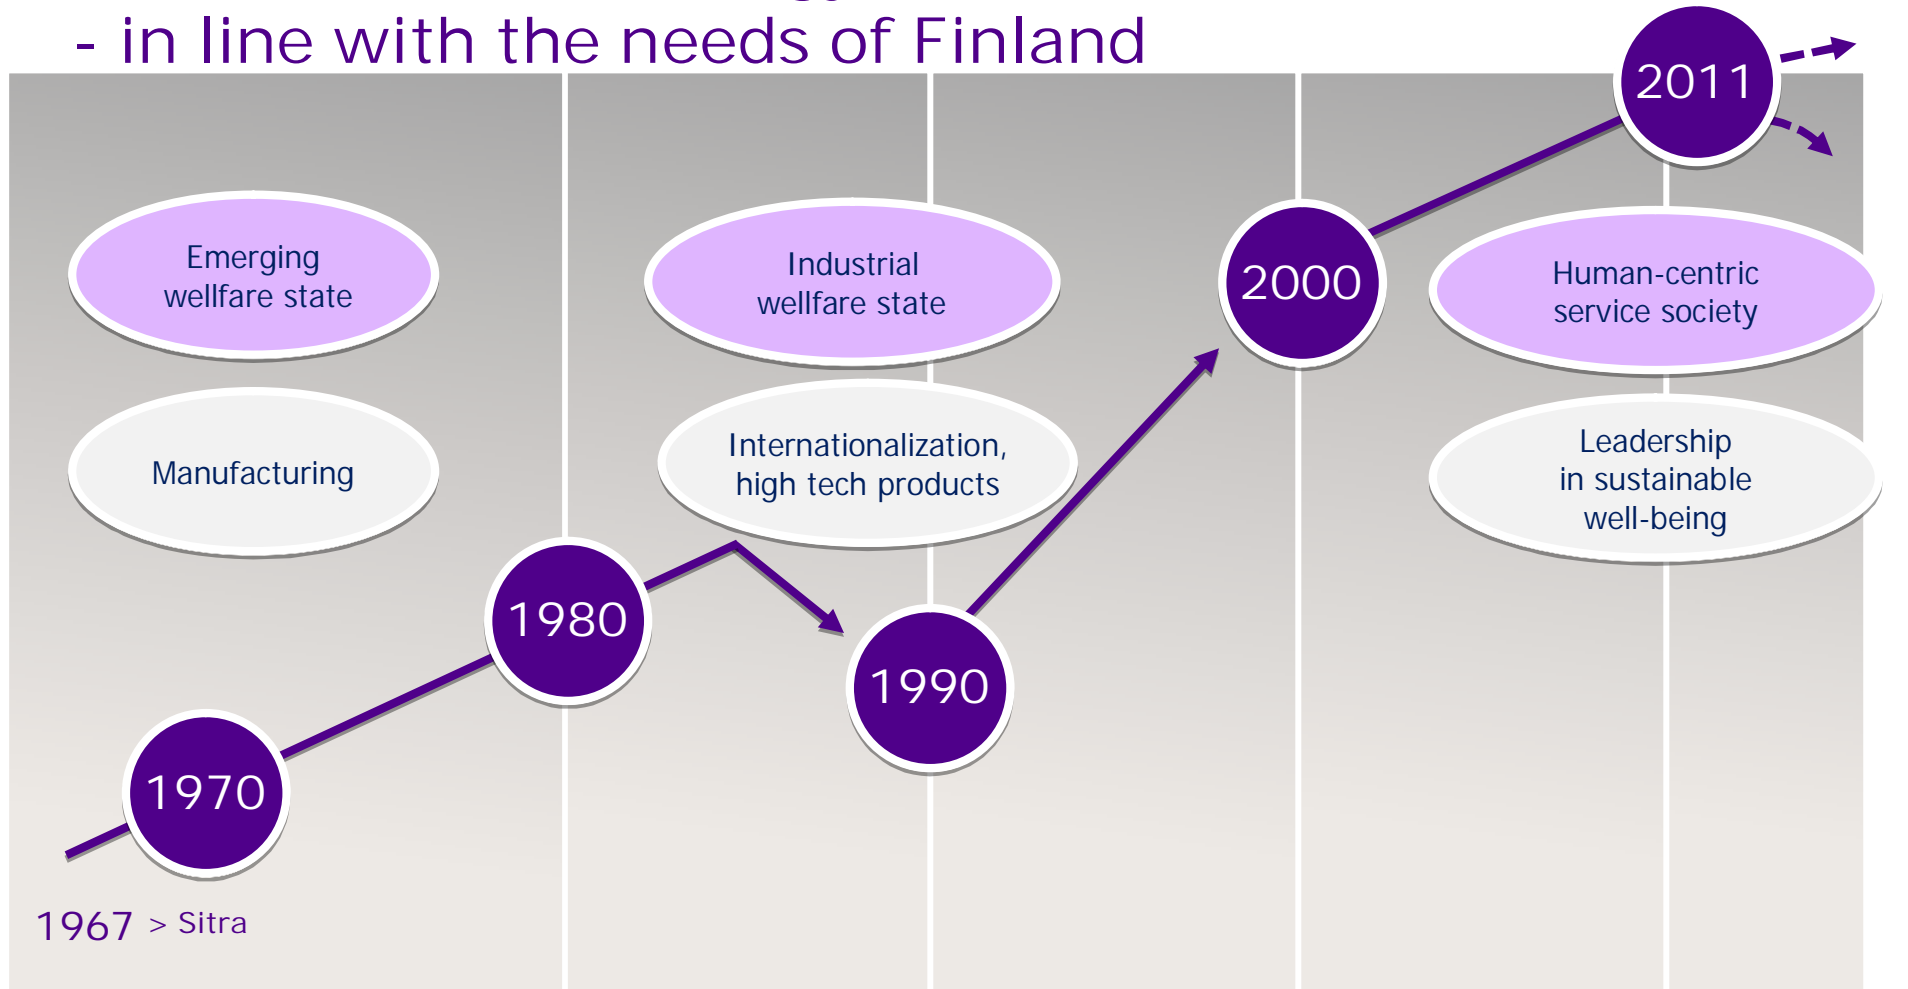 - in line with the needs of Finland
2011
Emerging
wellfare state
Industrial
wellfare state
2000
Human-centric
service society
Manufacturing
Internationalization,
high tech products
Leadership
in sustainable
well-being
1980
1990
1970
1967 > Sitra